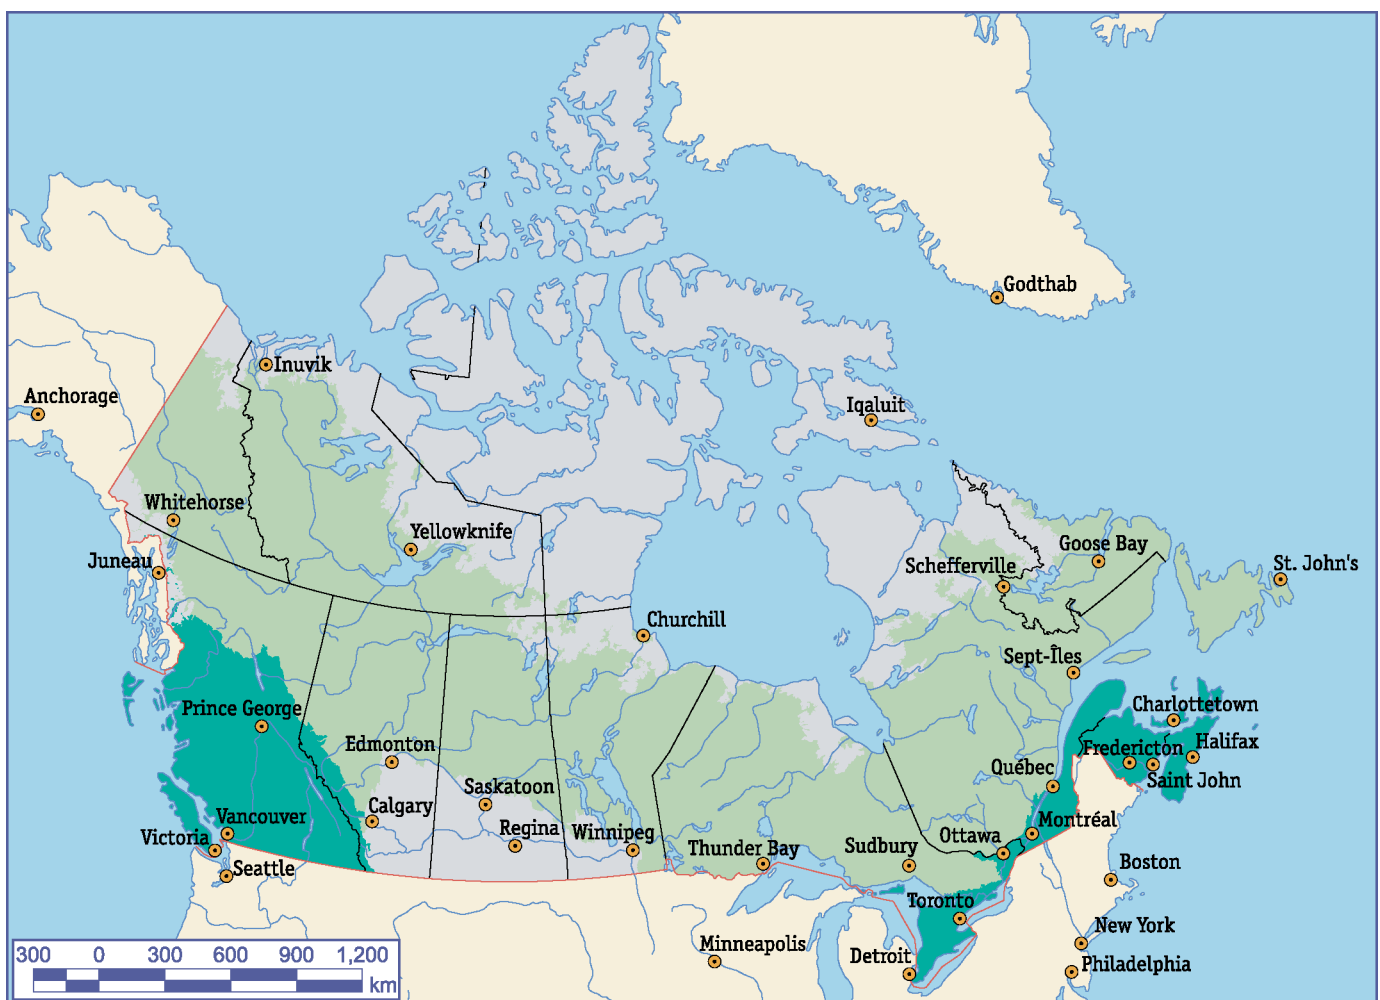 Godthab
Inuvik
Anchorage
Iqaluit
Whitehorse
Yellowknife
Goose Bay
Juneau
Schefferville
St. John's
Churchill
Sept-Îles
Prince George
Charlottetown
Edmonton
Fredericton
Halifax
Québec
Saint John
Saskatoon
Calgary
Vancouver
Montréal
Regina
Winnipeg
Victoria
Ottawa
Thunder Bay
Sudbury
Seattle
Boston
Toronto
New York
Minneapolis
Detroit
Philadelphia
300 0 300 600 900 1,200
km